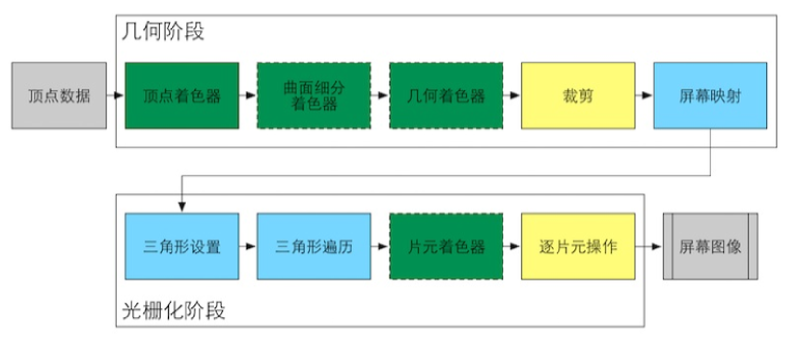 几何阶段
顶点数据
顶点着色器
曲面细分
着色器
几何着色器
裁剪
屏幕映射
三角形设置
三角形遍历
片元着色器
逐片元操作
屏幕图像
光栅化阶段